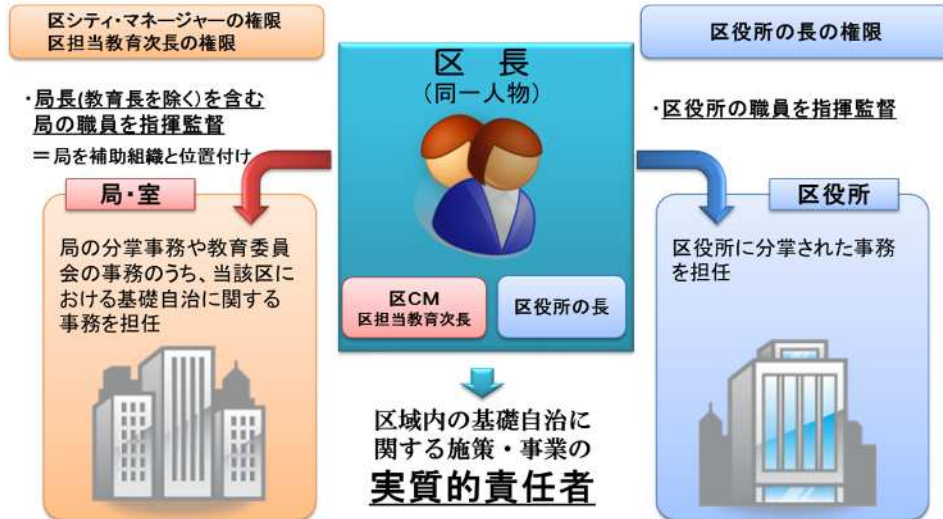 区シティ・マネージャーの権限
区担当教育次長の権限
・局長(教育長を除く)を含む
局の職員を指揮監督
＝局を補助組織と位置付け
局・室
局の分掌事務や教育委員
会の事務のうち、当該区に
おける基礎自治に関する
事務を担任
区 長
（同一人物）
区CM
区担当教育次長
区役所の長
区域内の基礎自治に
関する施策・事業の
実質的責任者
区役所の長の権限
・区役所の職員を指揮監督
区役所
区役所に分掌された事務
を担任